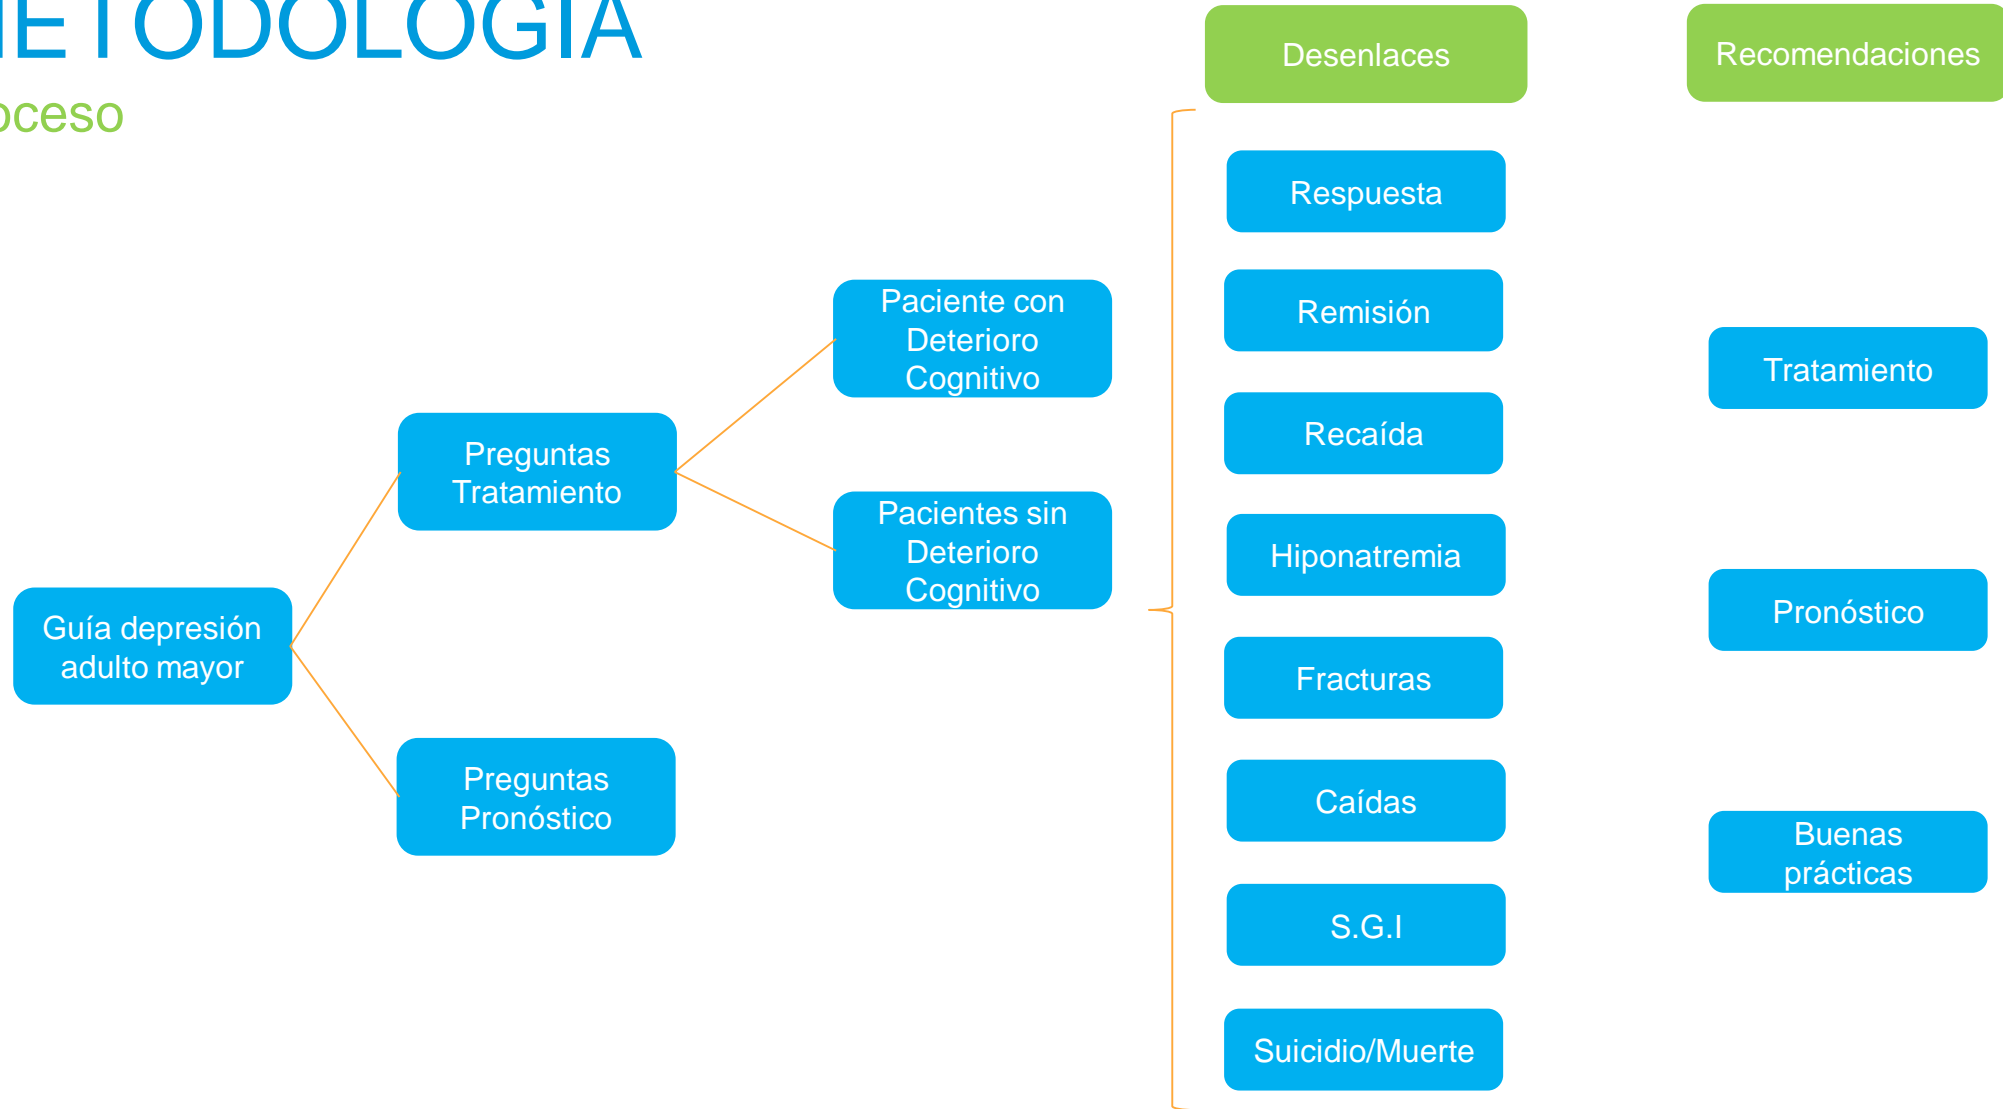 METODOLOGÍA
oceso
Desenlaces
Recomendaciones
Respuesta
Remisión
Recaída
Hiponatremia
Fracturas
Caídas
S.G.I
Suicidio/Muerte
Paciente con
Deterioro
Cognitivo
Pacientes sin
Deterioro
Cognitivo
Preguntas
Tratamiento
Guía depresión
adulto mayor
Preguntas
Pronóstico
Tratamiento
Pronóstico
Buenas
prácticas